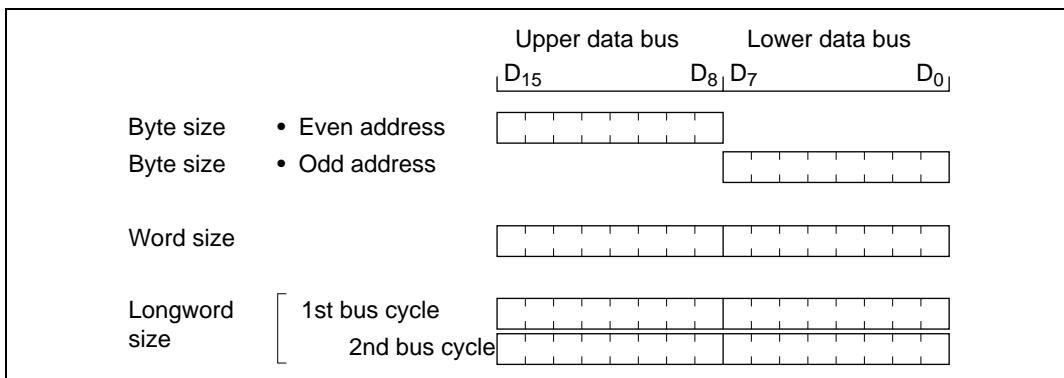 Upper data bus Lower data bus
D15 D8 D7 D0
Byte size • Even address
Byte size • Odd address
Word size
Longword size 1st bus cycle
2nd bus cycle